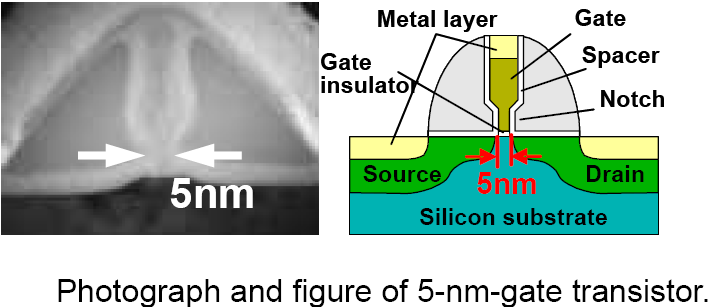 5nm
Metal layer
Gate
Spacer
Gate
insulator
Notch
Source
5nm
Drain
Silicon substrate
Photograph and figure of 5-nm-gate transistor.